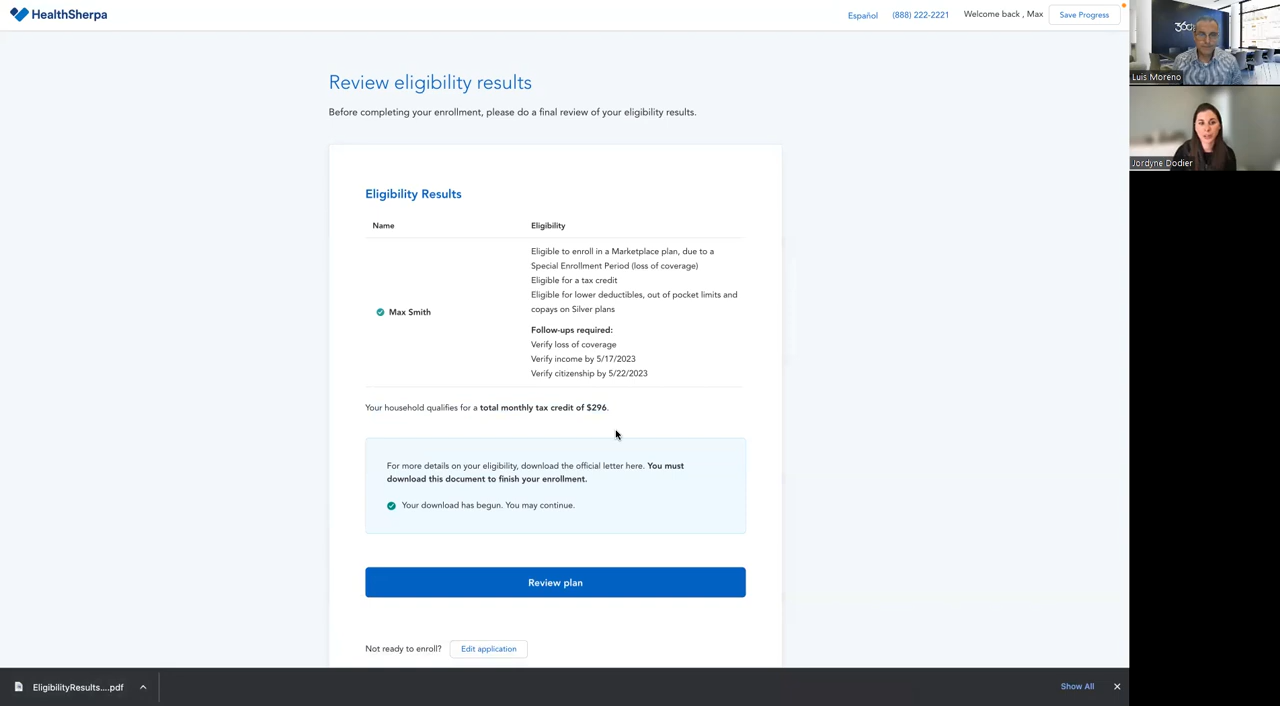 HealthSherpa
Español
(888) 222-2221
Welcome back , Max
Save Progress
Review eligibility results
Before completing your enrollment, please do a final review of your eligibility results.
Eligibility Results
Name
Eligibility
Max Smith
Eligible to enroll in a Marketplace plan, due to a
Special Enrollment Period (loss of coverage)
Eligible for a tax credit
Eligible for lower deductibles, out of pocket limits and
copays on Silver plans
Follow-ups required:
Verify loss of coverage
Verify income by 5/17/2023
Verify citizenship by 5/22/2023
Your household qualifies for a total monthly tax credit of $296.
For more details on your eligibility, download the official letter here. You must
download this document to finish your enrollment.
Your download has begun. You may continue.
Review plan
Not ready to enroll?
Edit application
EligibilityResults....pdf
Show All
Luis Moreno
Jordyne Dodier